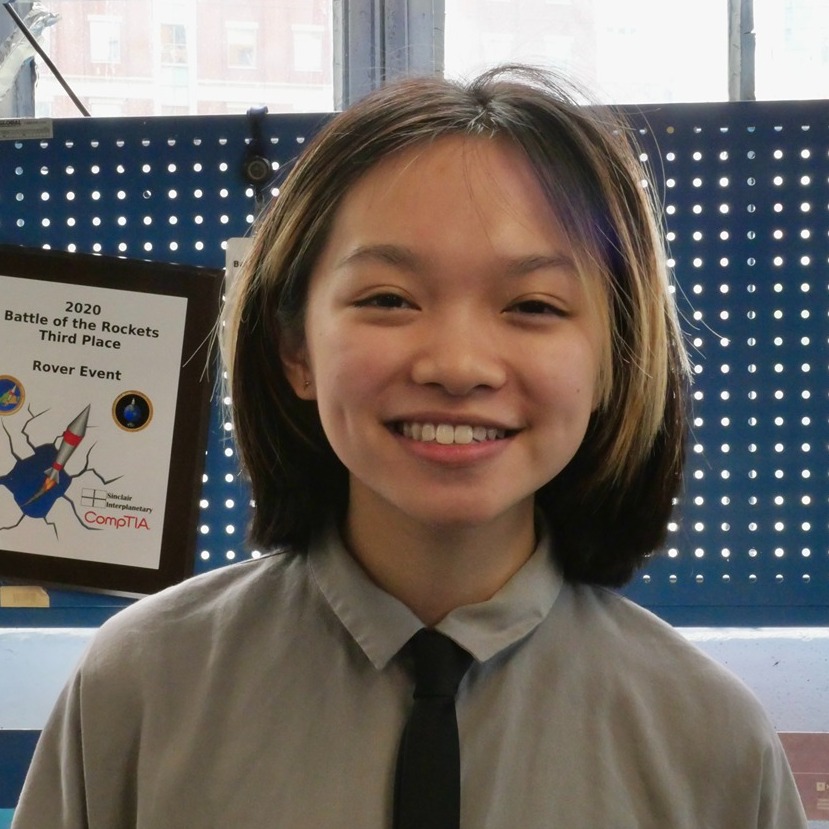 2020
Battle of the Rockets
Third Place
Rover Event
Sinclair
Interplanetary
CompTIA